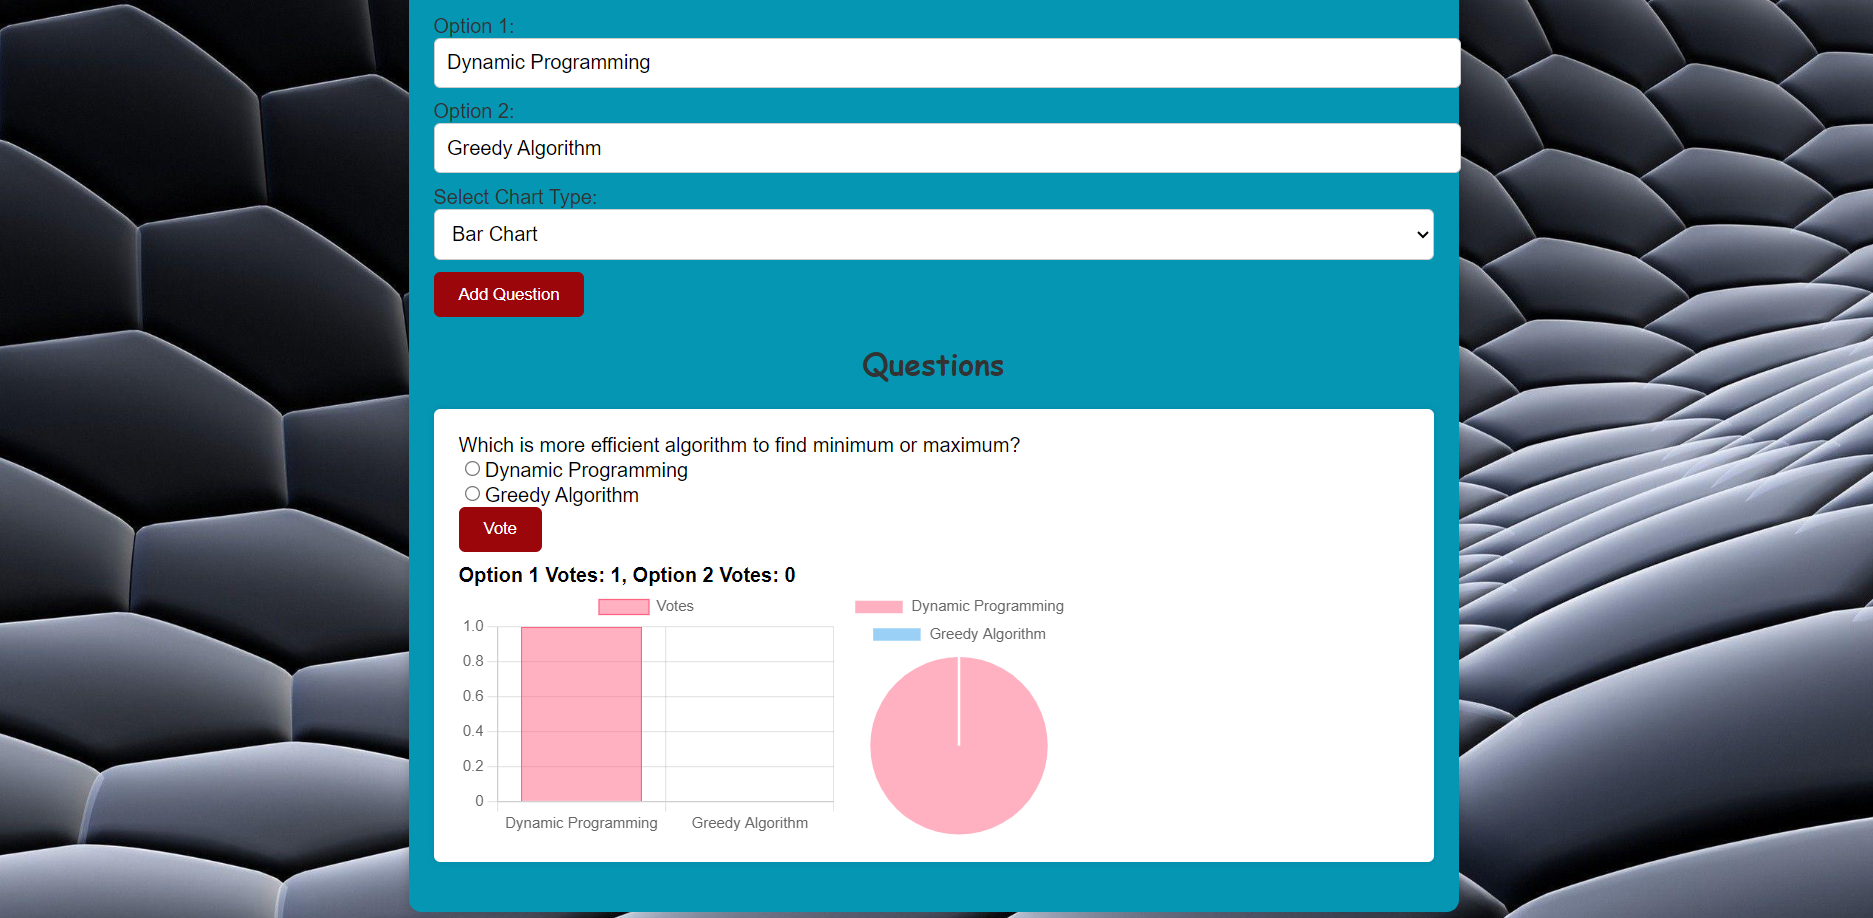 Option 1:
Dynamic Programming
Option 2:
Greedy Algorithm
Select Chart Type:
Bar Chart
Add Question
Questions
Which is more efficient algorithm to find minimum or maximum?
Dynamic Programming
Greedy Algorithm
Vote
Option 1 Votes: 1, Option 2 Votes: 0
Votes
1.0
0.8
0.6
0.4
0.2
0
Dynamic Programming Greedy Algorithm
Dynamic Programming
Greedy Algorithm